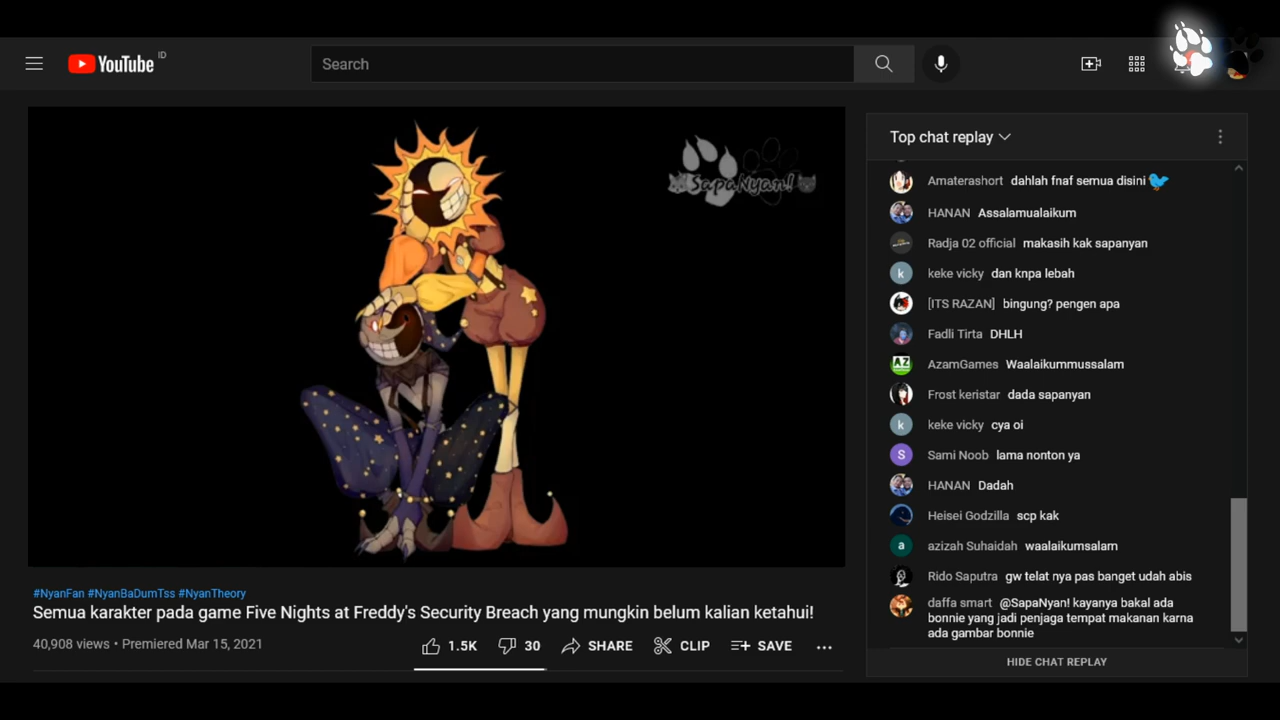 YouTube ID
Search
SapaNyan!
Top chat replay
Amaterashort dahlah fnaf semua disini
HANAN Assalamualaikum
Radja 02 official makasih kak sapanyan
k keke vicky dan knpa lebah
[ITS RAZAN] bingung? pengen apa
Fadli Tirta DHLH
AZ AzamGames Waalaikummussalam
Frost keristar dada sapanyan
k keke vicky cya oi
S Sami Noob lama nonton ya
HANAN Dadah
Heisei Godzilla scp kak
a azizah Suhaidah waalaikumsalam
Rido Saputra gw telat nya pas banget udah abis
daffa smart @SapaNyan! kayanya bakal ada
bonnie yang jadi penjaga tempat makanan karna
ada gambar bonnie
HIDE CHAT REPLAY
#NyanFan #NyanBaDumTss #NyanTheory
Semua karakter pada game Five Nights at Freddy's Security Breach yang mungkin belum kalian ketahui!
40,908 views • Premiered Mar 15, 2021
1.5K 30 SHARE CLIP SAVE